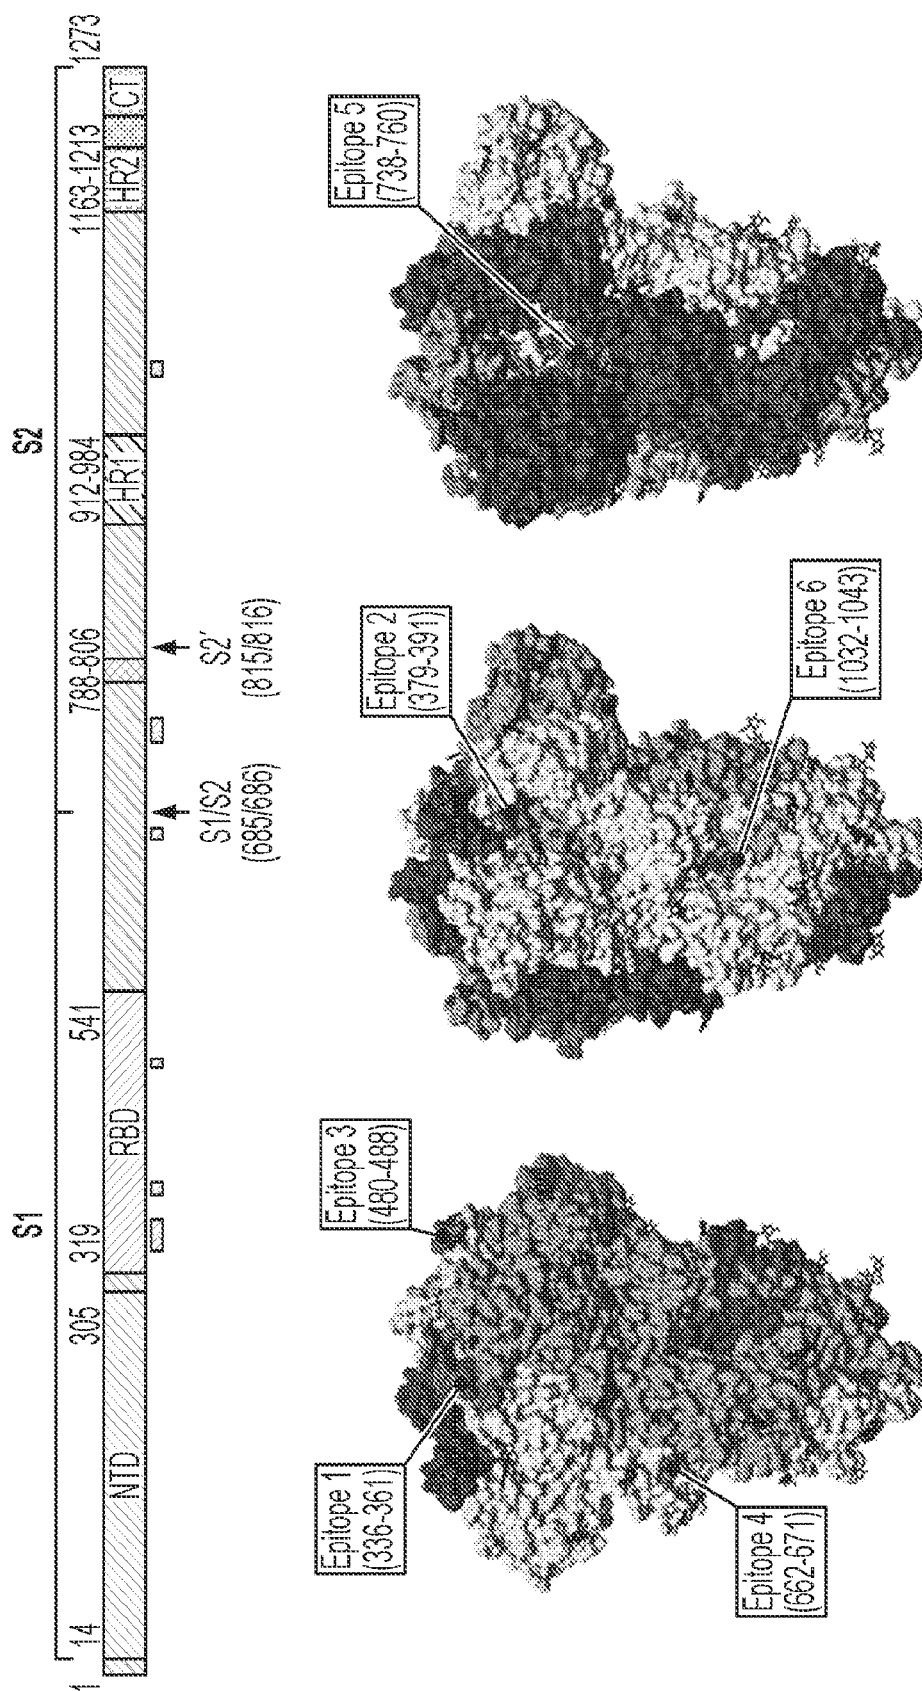 S1
S2
1
14
305
319
541
788-806
912-984
1163-1213
1273
NTD
RBD
HR1
HR2
CT
S1/S2
(685/686)
S2'
(815/816)
Epitope 1
(336-361)
Epitope 3
(480-488)
Epitope 4
(662-671)
Epitope 2
(379-391)
Epitope 6
(1032-1043)
Epitope 5
(738-760)